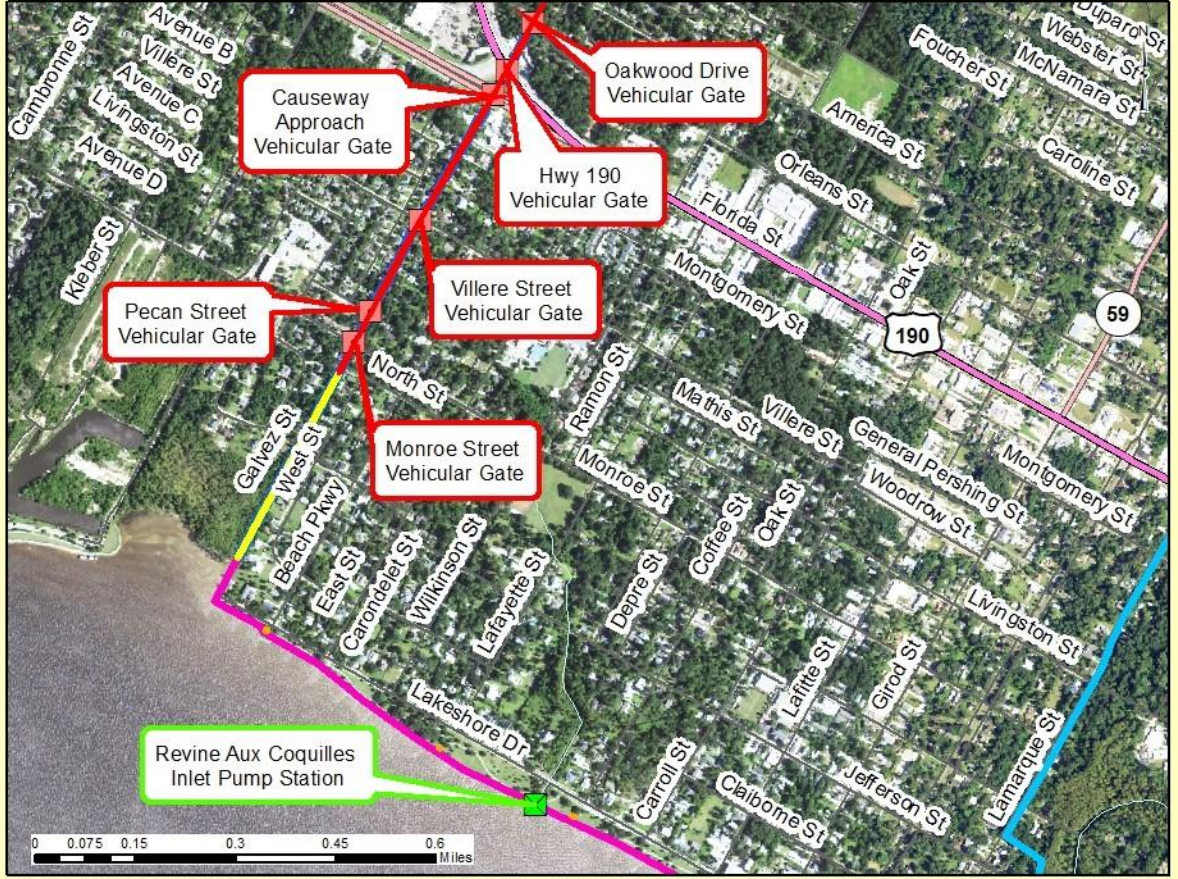 Cambronne St
Avenue B
Villere St
Avenue C
Livingston St
Avenue D
Kleber St
Causeway
Approach
Vehicular Gate
Oakwood Drive
Vehicular Gate
Hwy 190
Vehicular Gate
Dupard St
Webster St
McNamara St
Foucher St
Caroline St
America St
Orleans St
Florida St
Oak St
59
190
Montgomery St
Villere Street
Vehicular Gate
Pecan Street
Vehicular Gate
North St
Ramon St
Mathis St
Villere St
General Pershing St
Montgomery St
Woodrow St
Monroe Street
Vehicular Gate
Monroe St
Galvez St
West St
Beach Pkwy
East St
Carondelet St
Wilkinson St
Lafayette St
Depre St
Coffee St
Oak St
Livingston St
Lafitte St
Girod St
Lamarque St
Lakeshore Dr
Carroll St
Claiborne St
Jefferson St
Revine Aux Coquilles
Inlet Pump Station
0 0.075 0.15 0.3 0.45 0.6
Miles